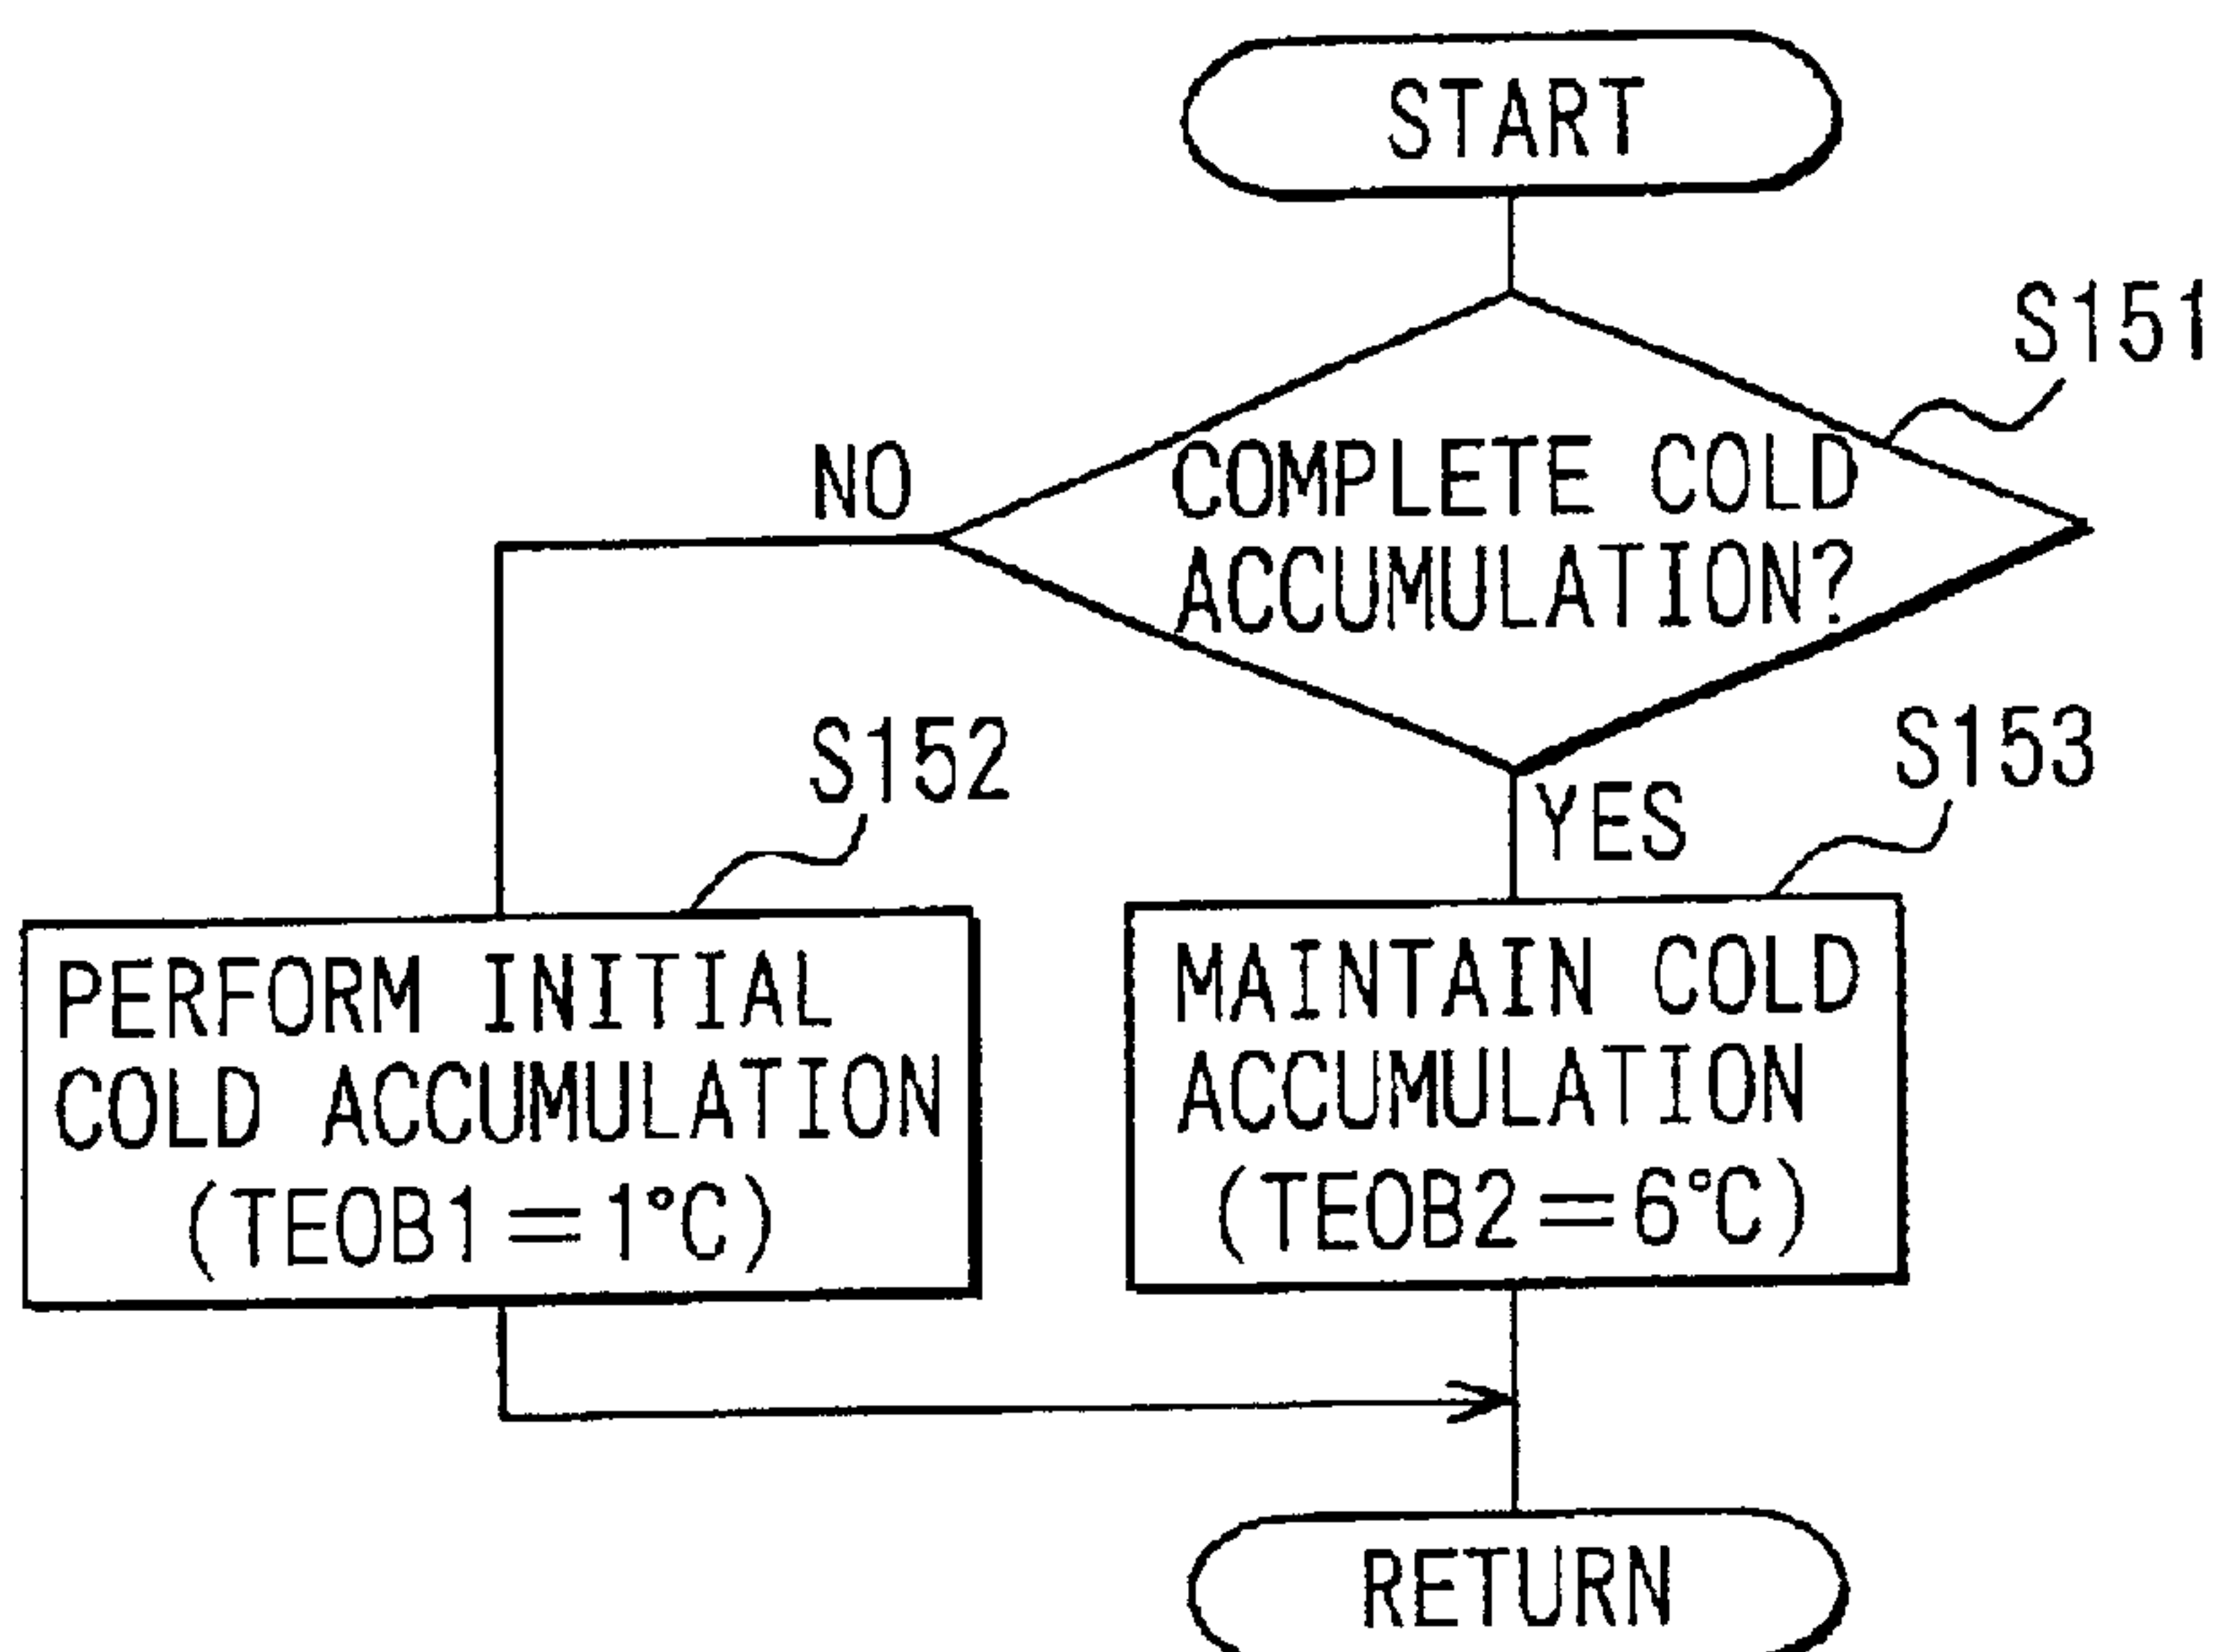 START
S151
NO
COMPLETE COLD
ACCUMULATION?
YES
S152
S153
PERFORM INITIAL
COLD ACCUMULATION
(TEOB1=1°C)
MAINTAIN COLD
ACCUMULATION
(TEOB2=6°C)
RETURN